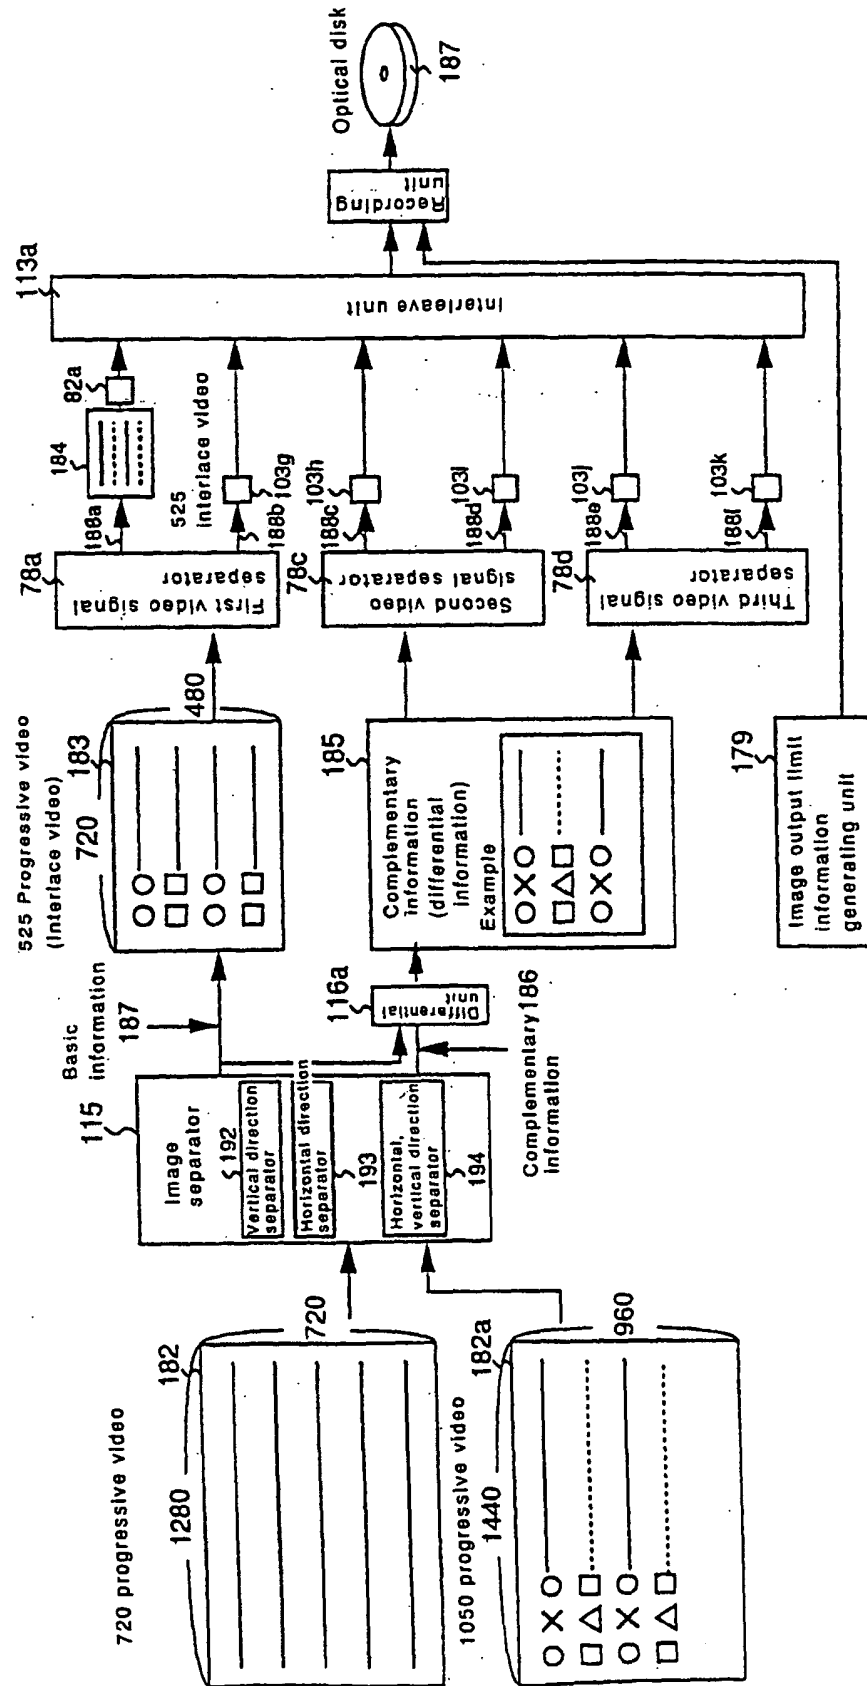 720 progressive video
1280
182
720
1050 progressive video
1440
182a
960
115
Image
separator
192
Vertical direction
separator
Horizontal direction
separator
193
Horizontal,
vertical direction
separator
194
Basic
information
187
Complementary
information
186
116a
Differential
unit
525 Progressive video
(Interlace video)
720
183
480
185
Complementary
information
(differential
information)
Example
179
Image output limit
information
generating unit
78a
First video signal
separator
78c
Second video
signal separator
78d
Third video signal
separator
188a
184
82a
525
interlace video
188b
103g
188c
103h
188d
103i
188e
103j
188f
103k
113a
Interleave unit
Recording
unit
Optical disk
187